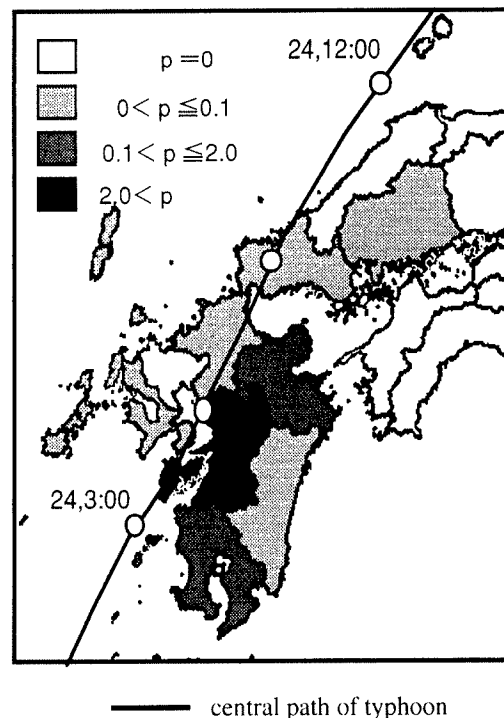 24,12:00
p＝0
0< p ≦0.1
0.1< p ≦2.0
2.0< p
24,3:00
central path of typhoon